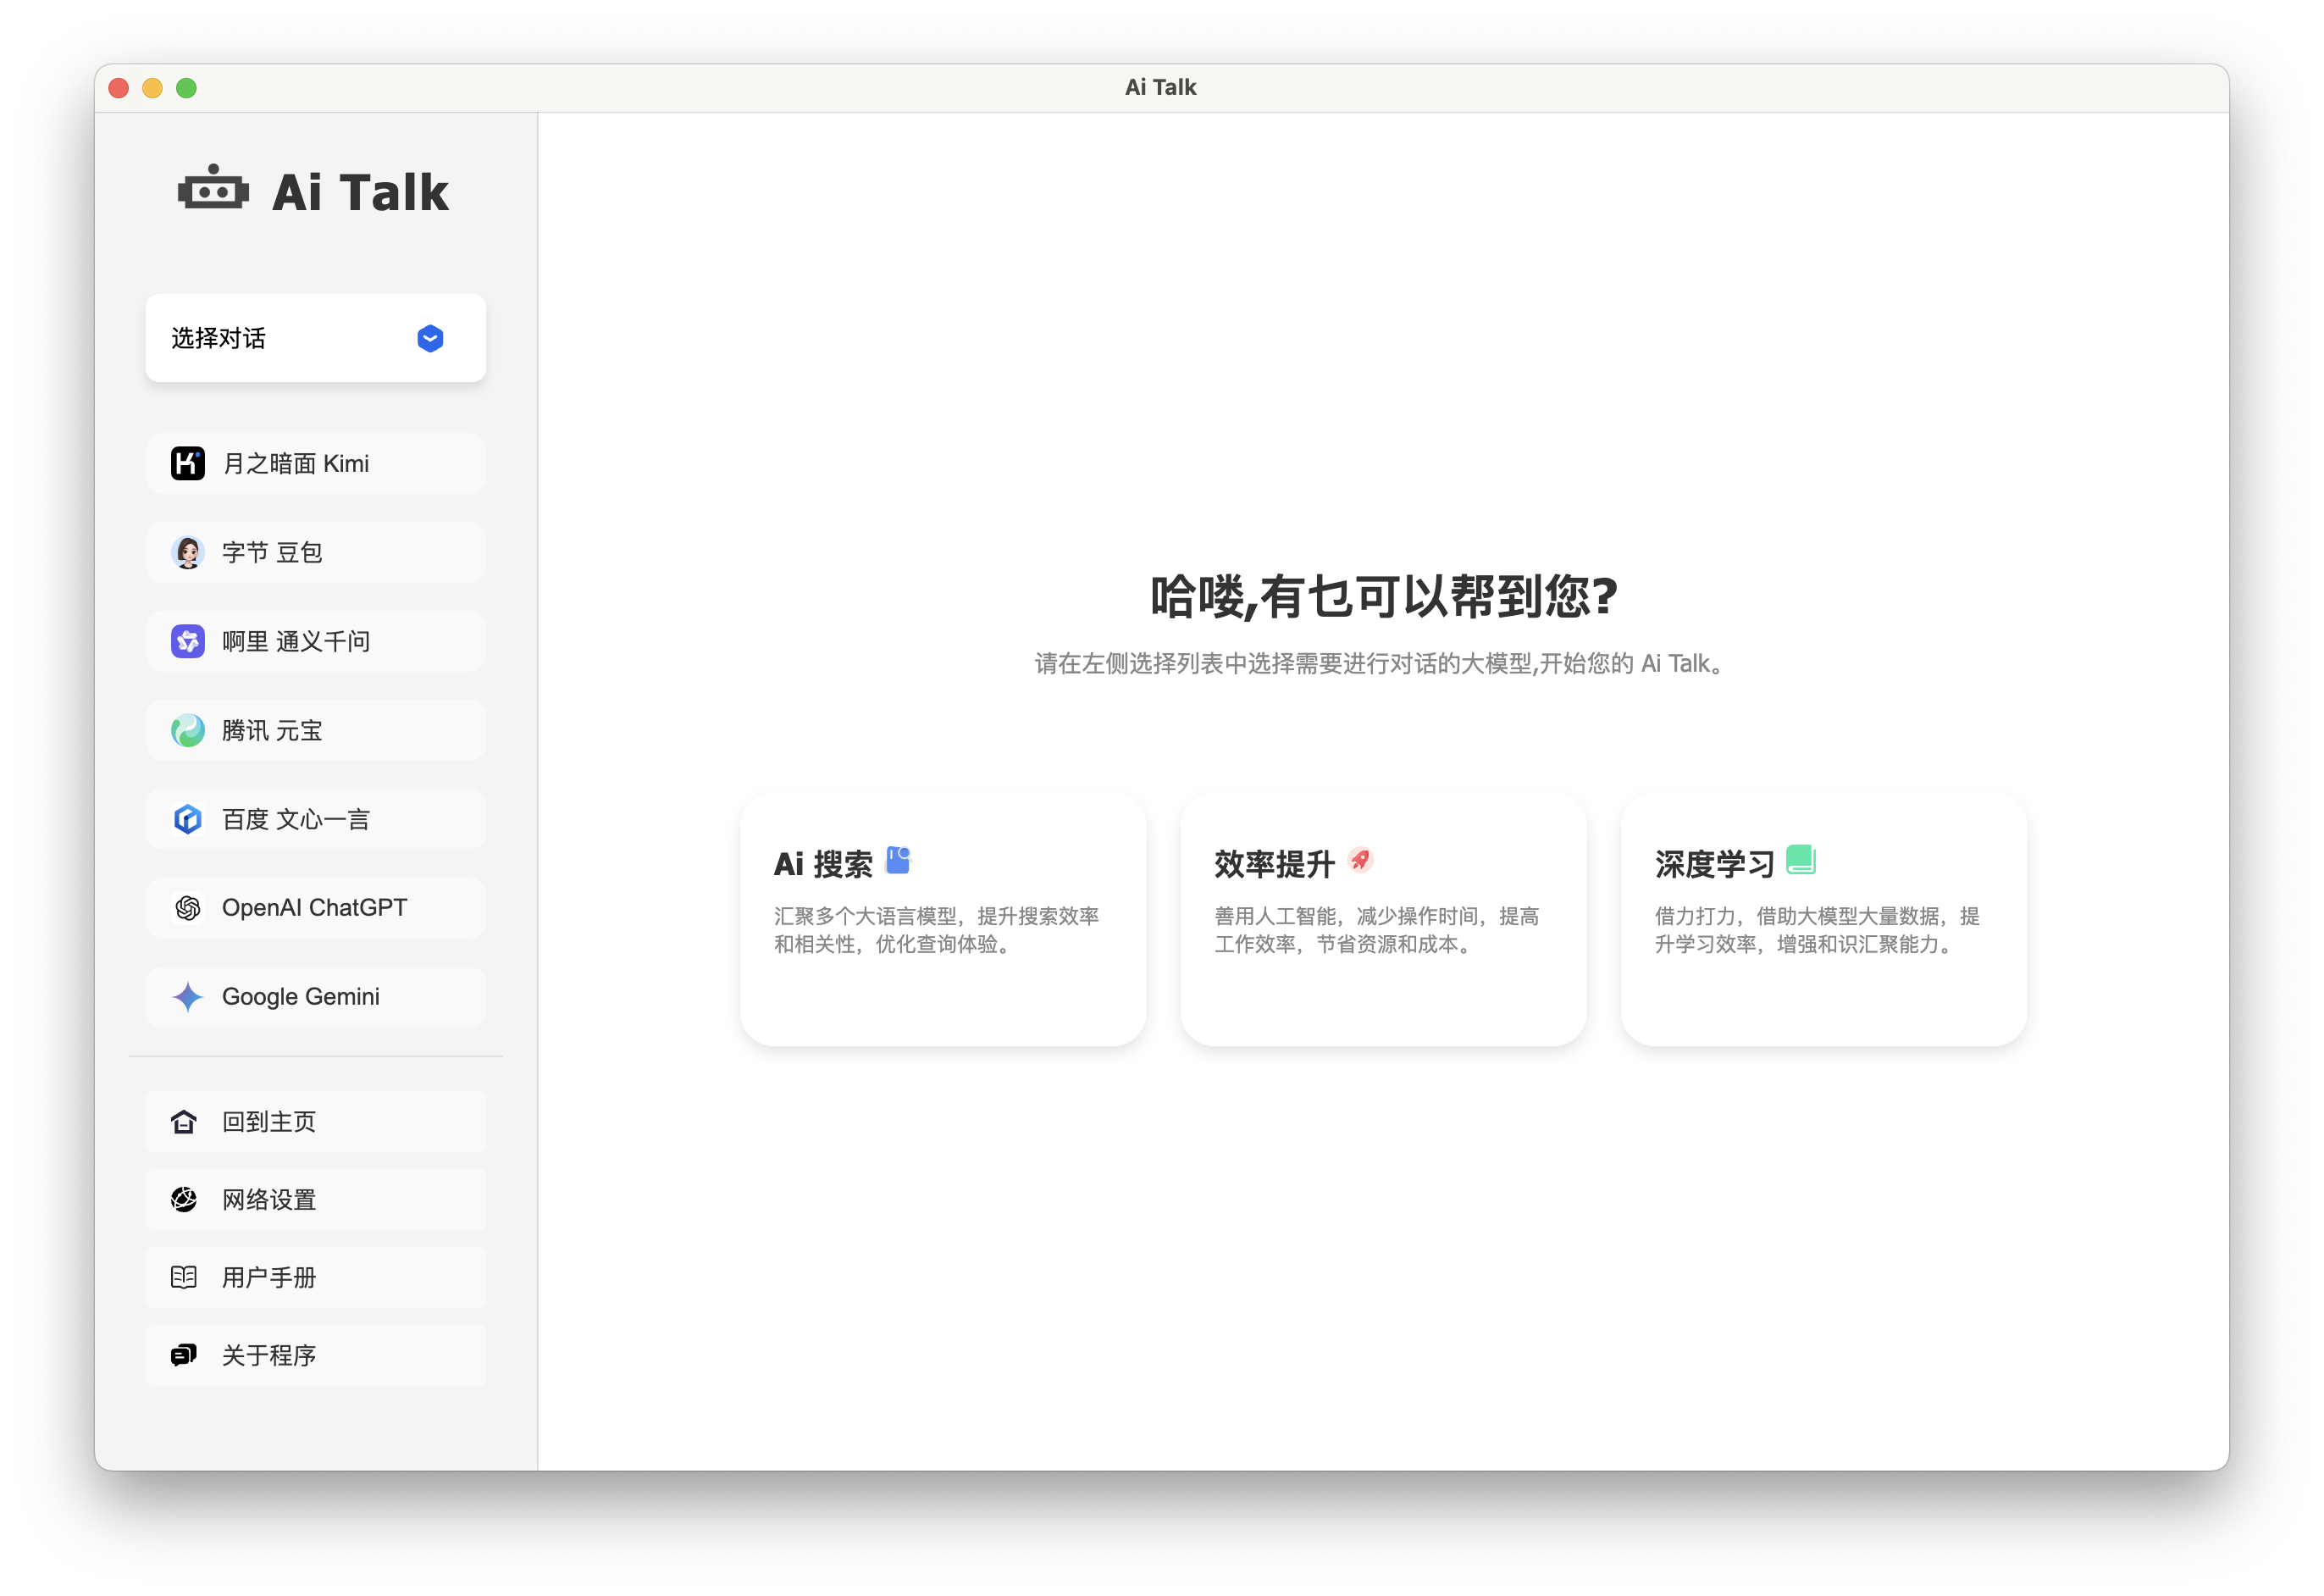 Ai Talk
Ai Talk
选择对话
月之暗面 Kimi
字节 豆包
啊里 通义千问
腾讯 元宝
百度 文心一言
OpenAI ChatGPT
Google Gemini
回到主页
网络设置
用户手册
关于程序
哈喽,有乜可以帮到您?
请在左侧选择列表中选择需要进行对话的大模型,开始您的 Ai Talk。
Ai 搜索
汇聚多个大语言模型，提升搜索效率
和相关性，优化查询体验。
效率提升
善用人工智能，减少操作时间，提高
工作效率，节省资源和成本。
深度学习
借力打力，借助大模型大量数据，提
升学习效率，增强和识汇聚能力。